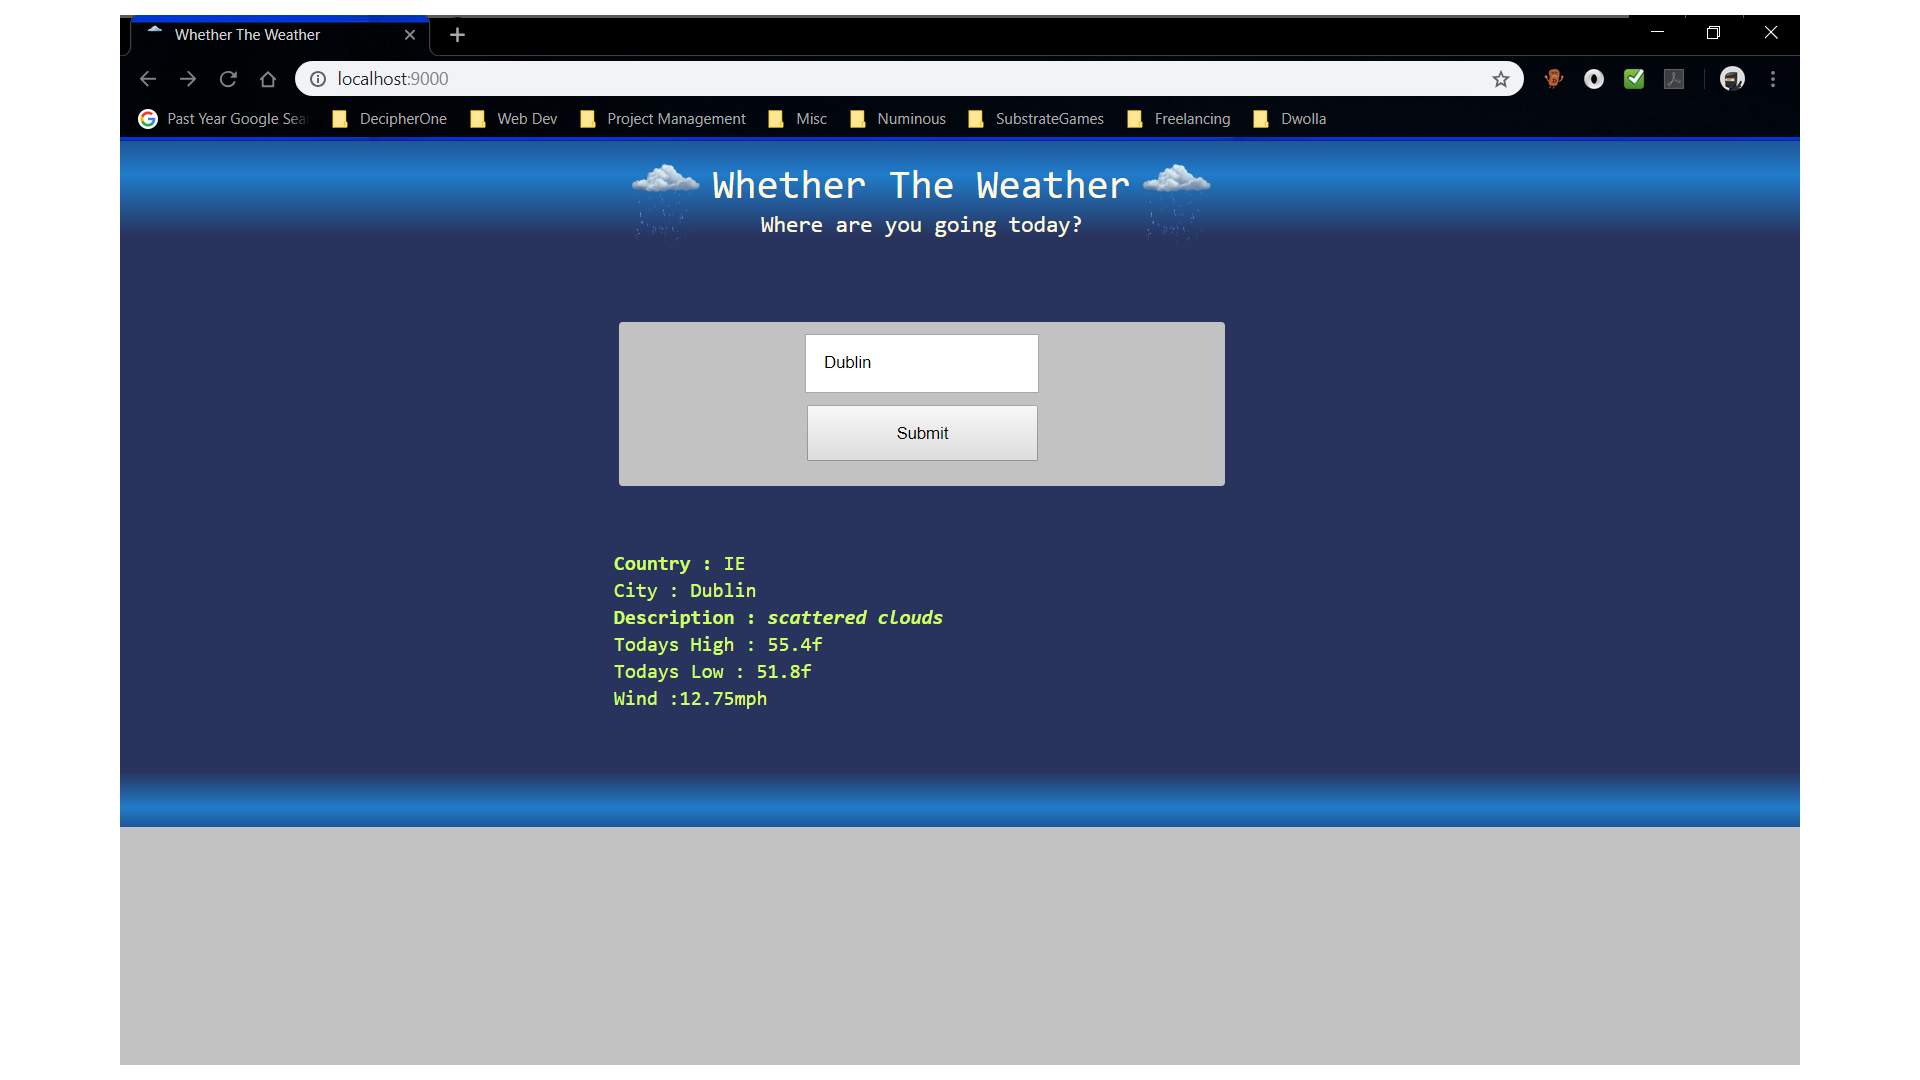 Whether The Weather
localhost:9000
Past Year Google Sea
DecipherOne
Web Dev
Project Management
Misc
Numinous
SubstrateGames
Freelancing
Dwolla
Whether The Weather
Where are you going today?
Dublin
Submit
Country : IE
City : Dublin
Description : scattered clouds
Todays High : 55.4f
Todays Low : 51.8f
Wind :12.75mph